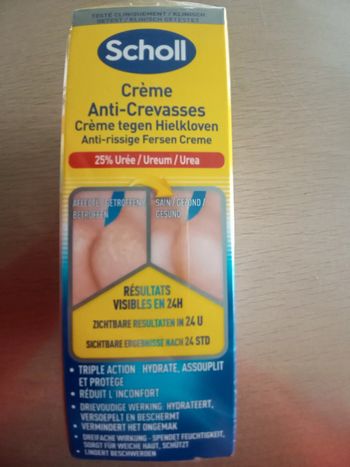 TESTÉ CLINIQUEMENT / KLINISCH
GETEST / KLINISCH GETESTET
Scholl
Crème
Anti-Crevasses
Crème tegen Hielkloven
Anti-rissige Fersen Creme
25% Urée / Ureum / Urea
AFFECTÉ / GETROFFEN /
BETROFFEN
SAIN / GEZOND /
GESUND
RÉSULTATS
VISIBLES EN 24H
ZICHTBARE RESULTATEN IN 24 U
SICHTBARE ERGEBNISSE NACH 24 STD
• TRIPLE ACTION HYDRATE, ASSOUPLIT
ET PROTÈGE
• RÉDUIT L INCONFORT
• DRIEVOUDIGE WERKING: HYDRATEERT,
VERSOEPELT EN BESCHERMT
• VERMINDERT HET ONGEMAK
• DREIFACHE WIRKUNG - SPENDET FEUCHTIGKEIT,
SORGT FÜR WEICHE HAUT, SCHÜTZT
• LINDERT BESCHWERDEN